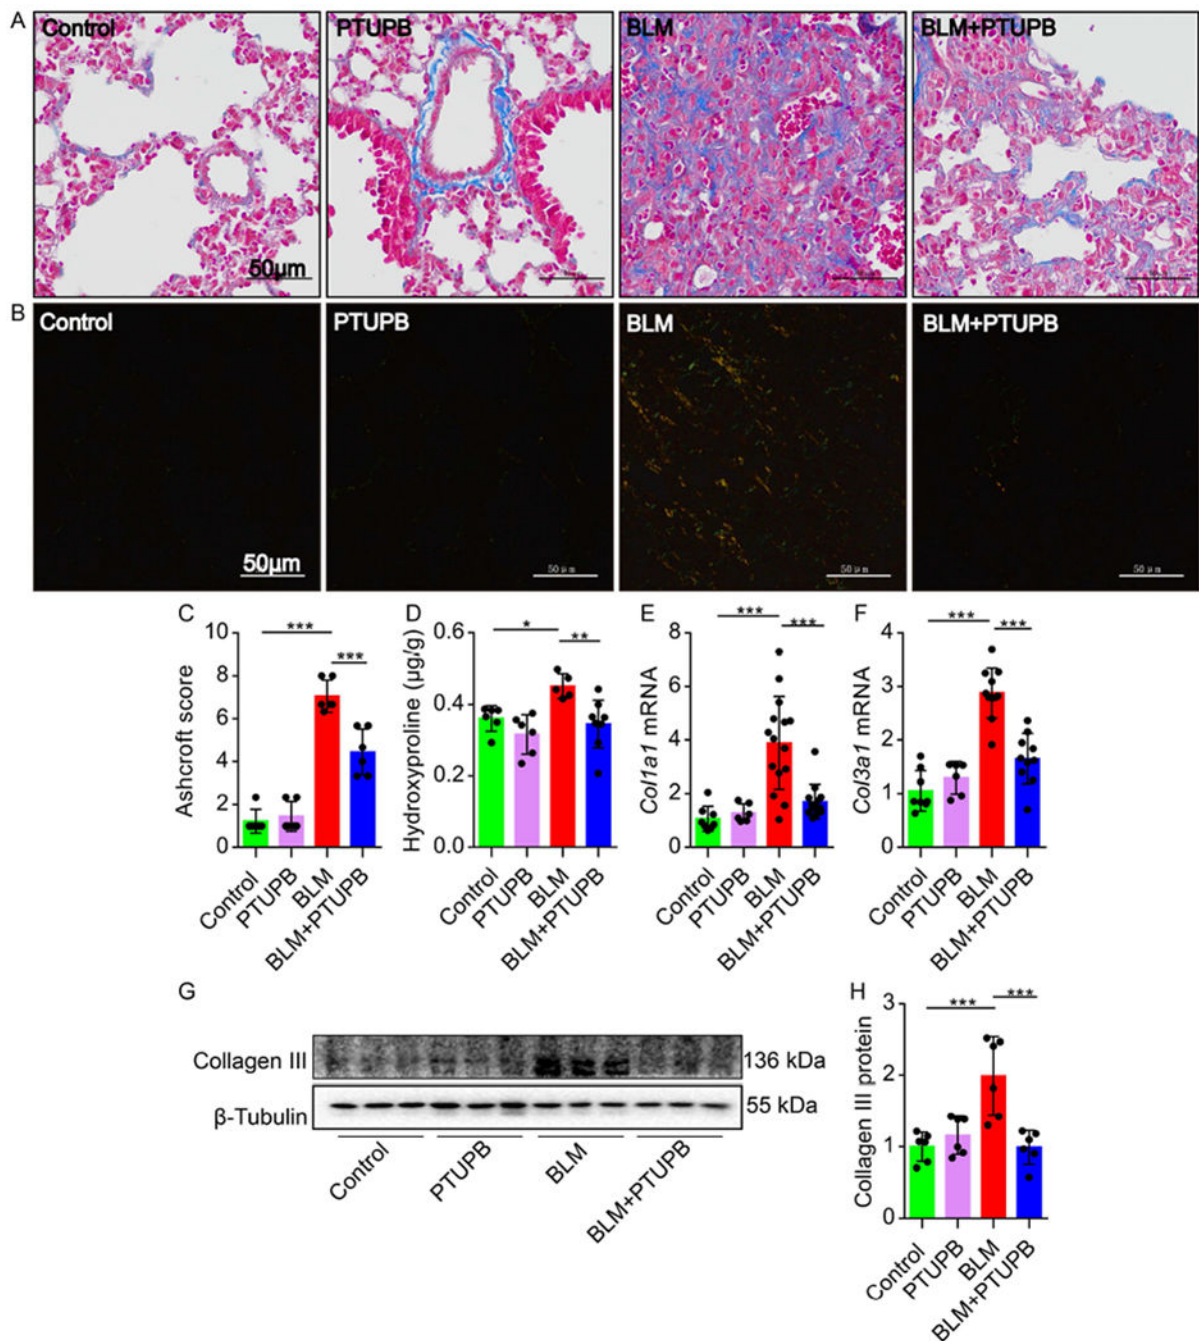 A
Control
PTUPB
BLM
BLM+PTUPB
50μm
B
Control
PTUPB
BLM
BLM+PTUPB
50μm
50 μm
50 μm
50 μm
C
Ashcroft score
10
8
6
4
2
0
***
***
Control
PTUPB
BLM
BLM+PTUPB
D
Hydroxyproline (μg/g)
0.6
0.4
0.2
0.0
*
**
Control
PTUPB
BLM
BLM+PTUPB
E
Col1a1 mRNA
8
6
4
2
0
***
***
Control
PTUPB
BLM
BLM+PTUPB
F
Col3a1 mRNA
4
3
2
1
0
***
***
Control
PTUPB
BLM
BLM+PTUPB
G
Collagen III
136 kDa
β-Tubulin
55 kDa
Control
PTUPB
BLM
BLM+PTUPB
H
Collagen III protein
3
2
1
0
***
***
Control
PTUPB
BLM
BLM+PTUPB